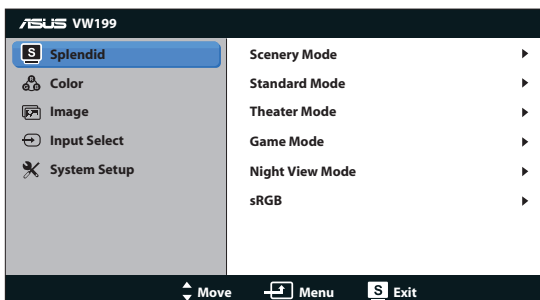 ASUS VW199
S Splendid
Color
Image
Input Select
System Setup
Scenery Mode
Standard Mode
Theater Mode
Game Mode
Night View Mode
sRGB
Move Menu S Exit